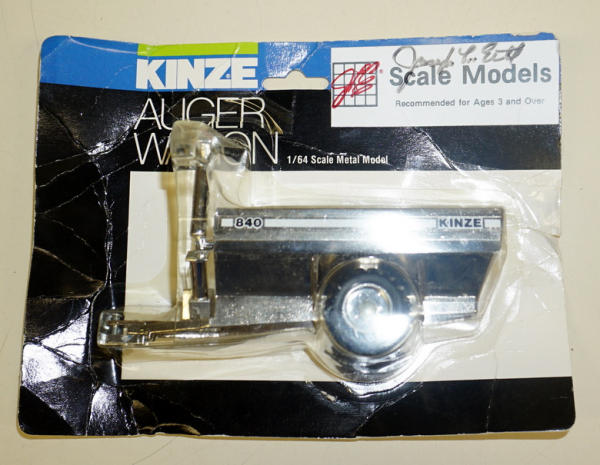 KINZE
AUGER
WAGON
1/64 Scale Metal Model
® Scale Models
Recommended for Ages 3 and Over
840
KINZE